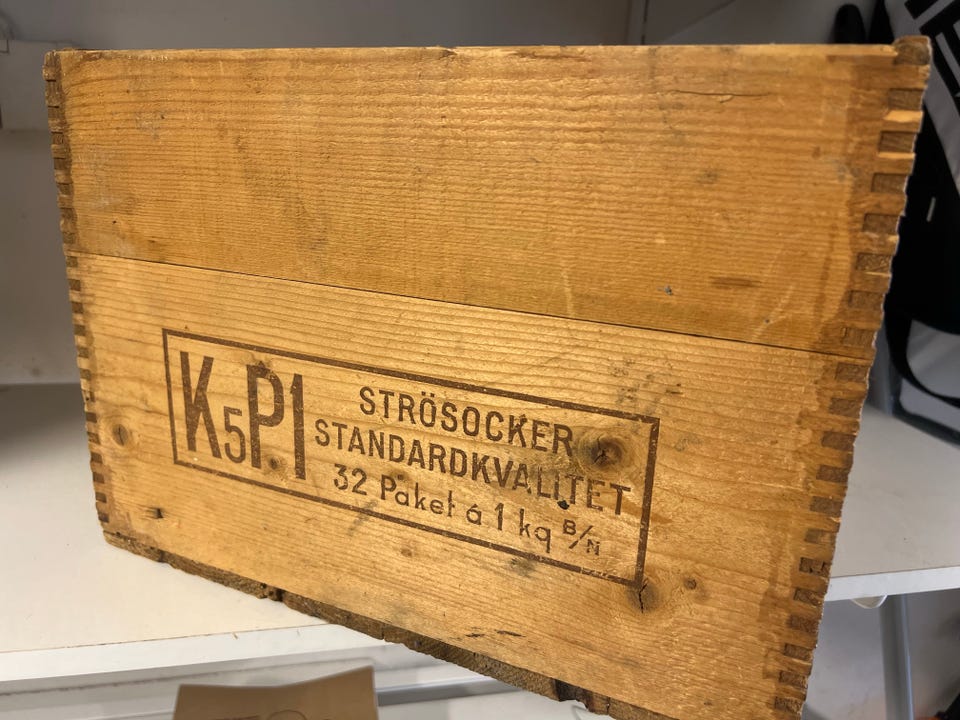 K5P1
STRÖSOCKER
STANDARDKVALITET
32 Paket á 1 kg B/N